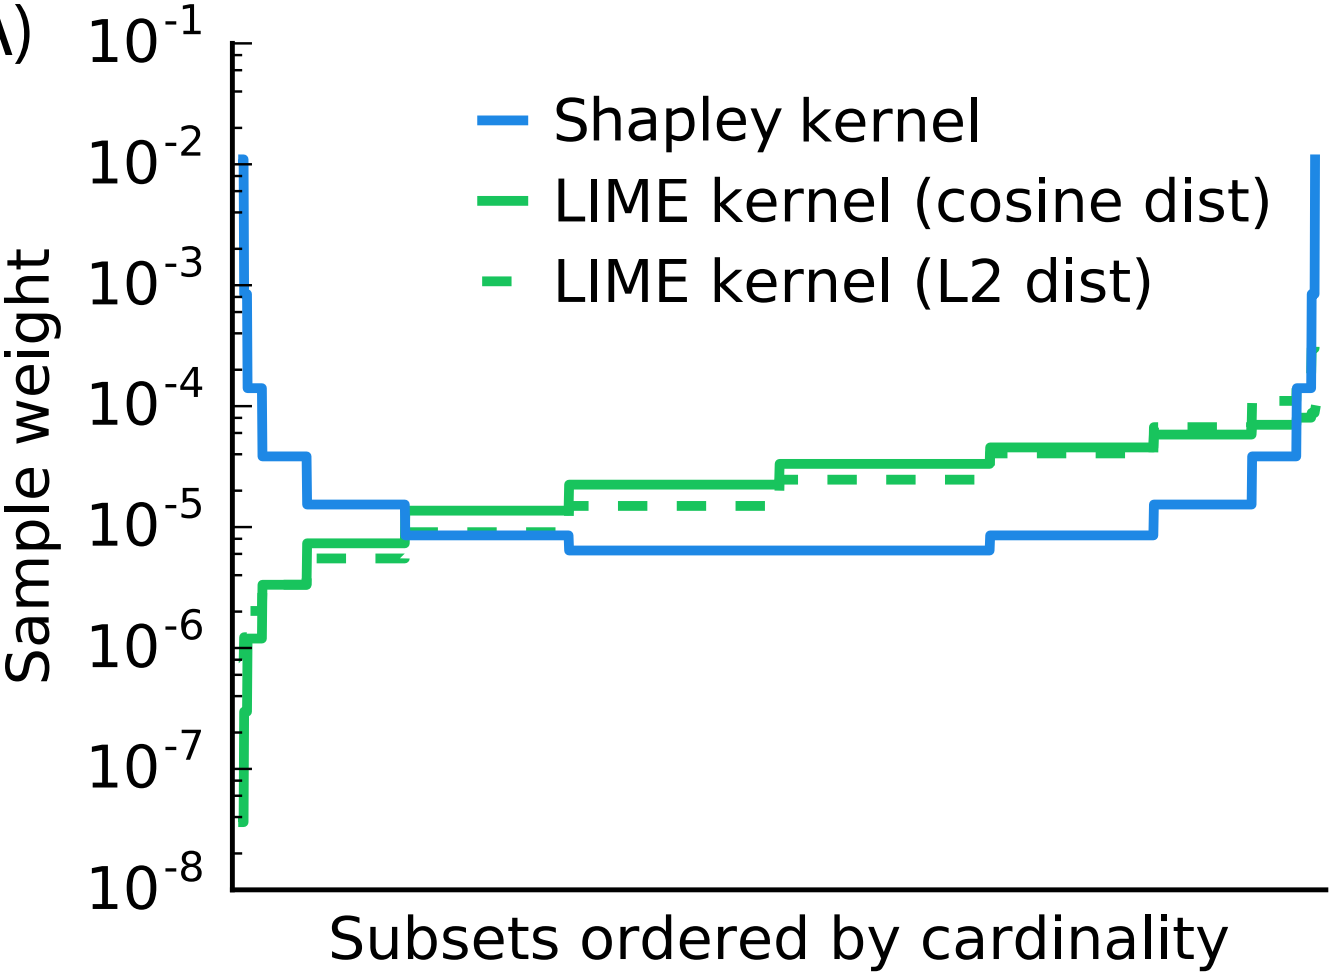 A)
10-1
10-2
10-3
10-4
10-5
10-6
10-7
10-8
Sample weight
Shapley kernel
LIME kernel (cosine dist)
LIME kernel (L2 dist)
Subsets ordered by cardinality